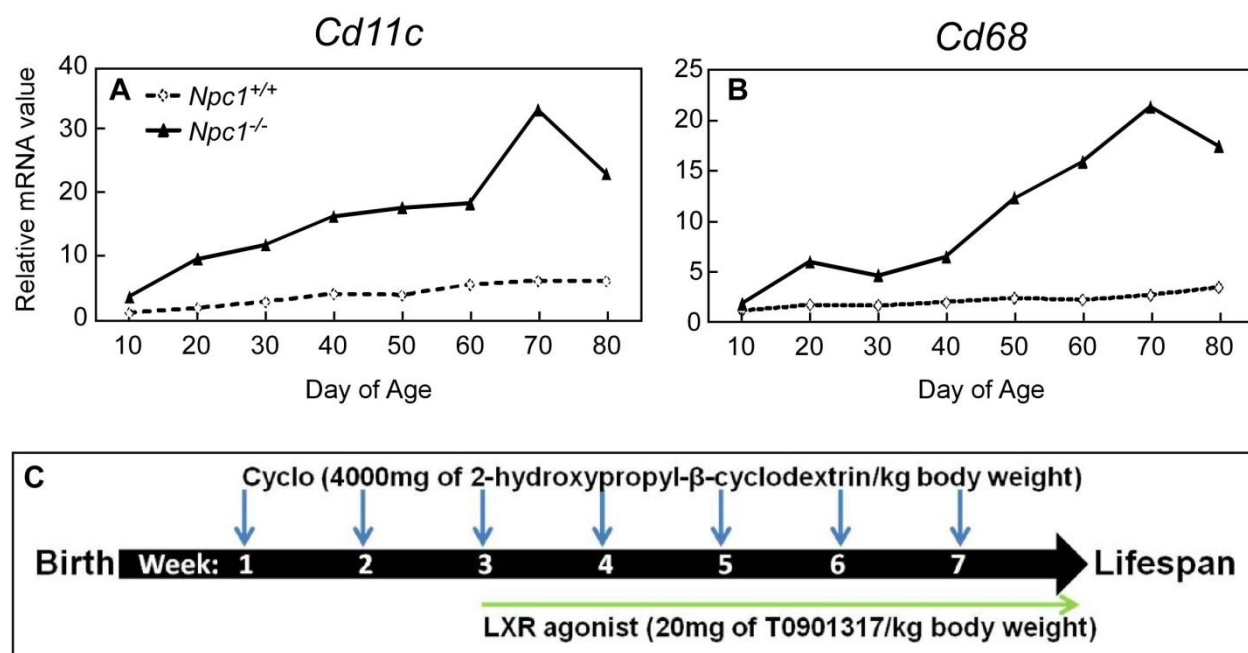 Cd11c
Cd68
A
Npc1+/+
Npc1-/-
Relative mRNA value
40
30
20
10
0
10 20 30 40 50 60 70 80
Day of Age
B
25
20
15
10
5
0
10 20 30 40 50 60 70 80
Day of Age
C
Cyclo (4000mg of 2-hydroxypropyl-β-cyclodextrin/kg body weight)
Birth Week: 1 2 3 4 5 6 7 Lifespan
LXR agonist (20mg of T0901317/kg body weight)